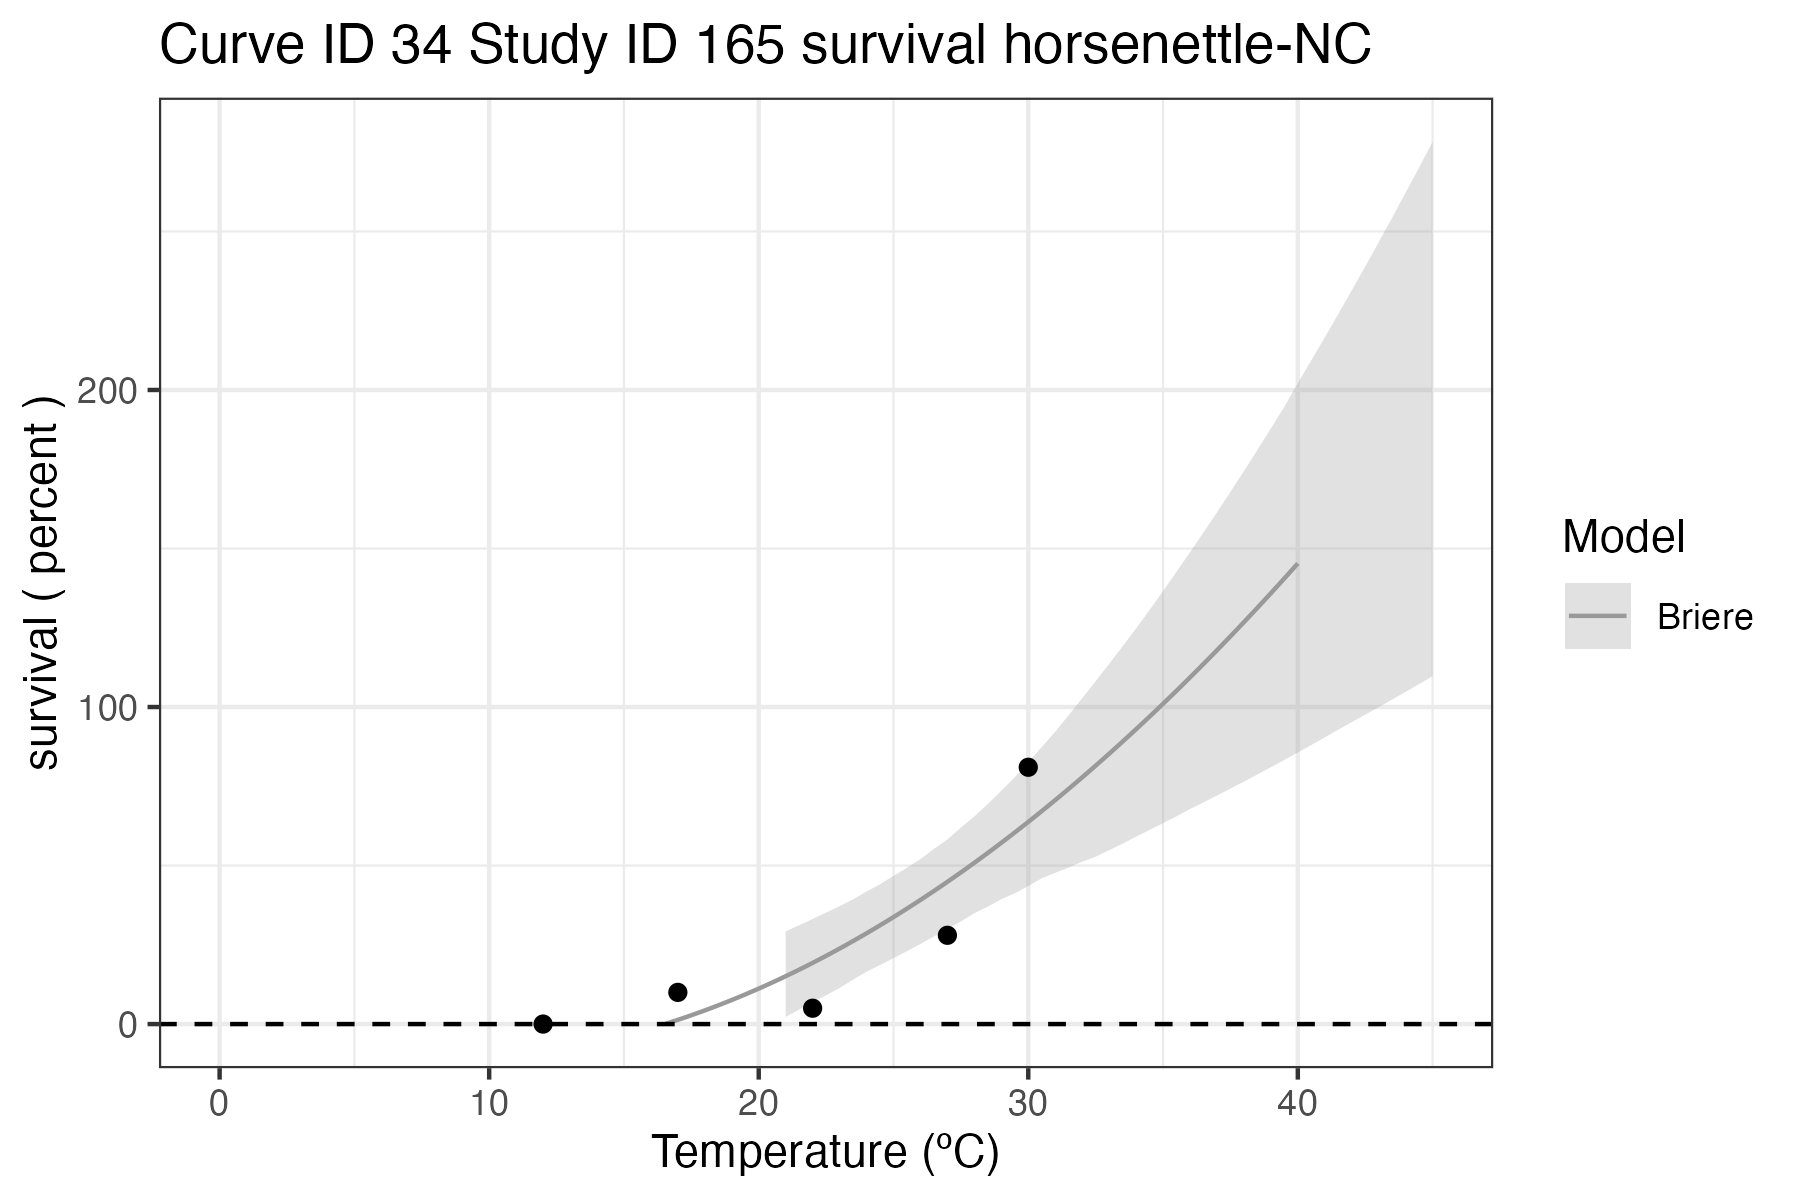 Curve ID 34 Study ID 165 survival horsenettle-NC
survival ( percent )
200
100
0
0 10 20 30 40
Temperature (ºC)
Model
Briere